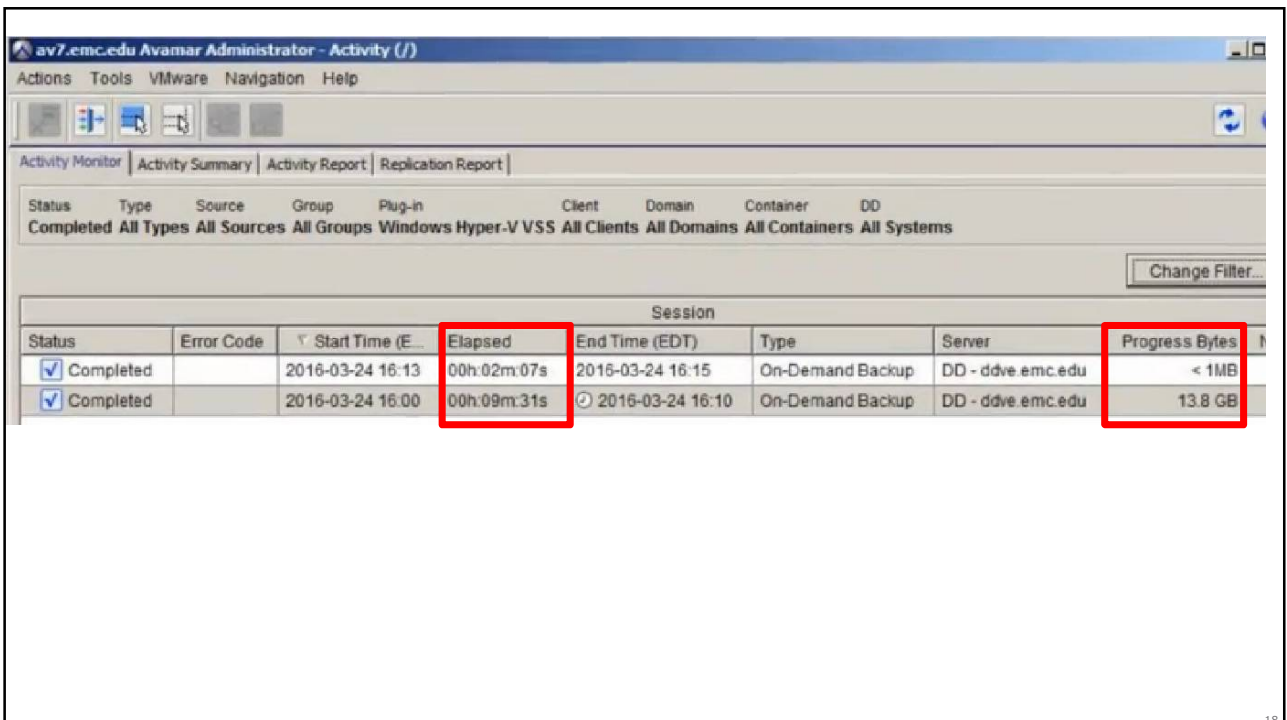 av7.emc.edu Avamar Administrator - Activity (/)
Actions Tools VMware Navigation Help
Activity Monitor Activity Summary Activity Report Replication Report
Status Type Source Group Plug-in Client Domain Container DD
Completed All Types All Sources All Groups Windows Hyper-V VSS All Clients All Domains All Containers All Systems
Change Filter...
Session
Status Error Code Start Time (E... Elapsed End Time (EDT) Type Server Progress Bytes N
Completed 2016-03-24 16:13 00h:02m:07s 2016-03-24 16:15 On-Demand Backup DD - ddve.emc.edu < 1MB
Completed 2016-03-24 16:00 00h:09m:31s 2016-03-24 16:10 On-Demand Backup DD - ddve.emc.edu 13.8 GB
18